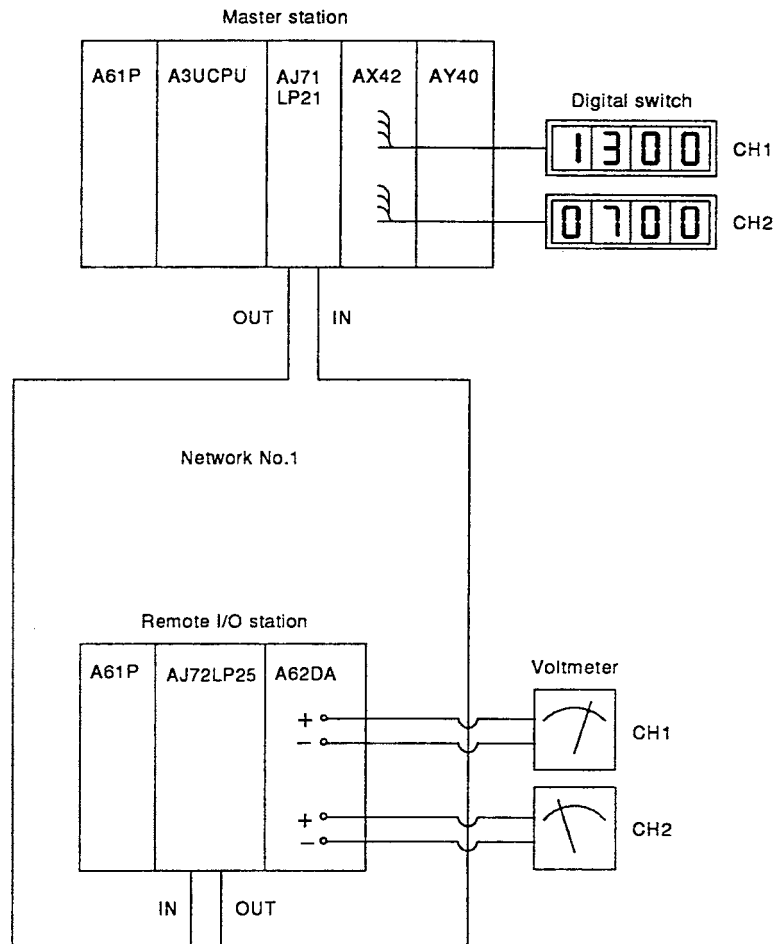 Master station
A61P
A3UCPU
AJ71
LP21
AX42
AY40
Digital switch
1300
CH1
0700
CH2
OUT
IN
Network No.1
Remote I/O station
A61P
AJ72LP25
A62DA
Voltmeter
+
−
CH1
+
−
CH2
IN
OUT